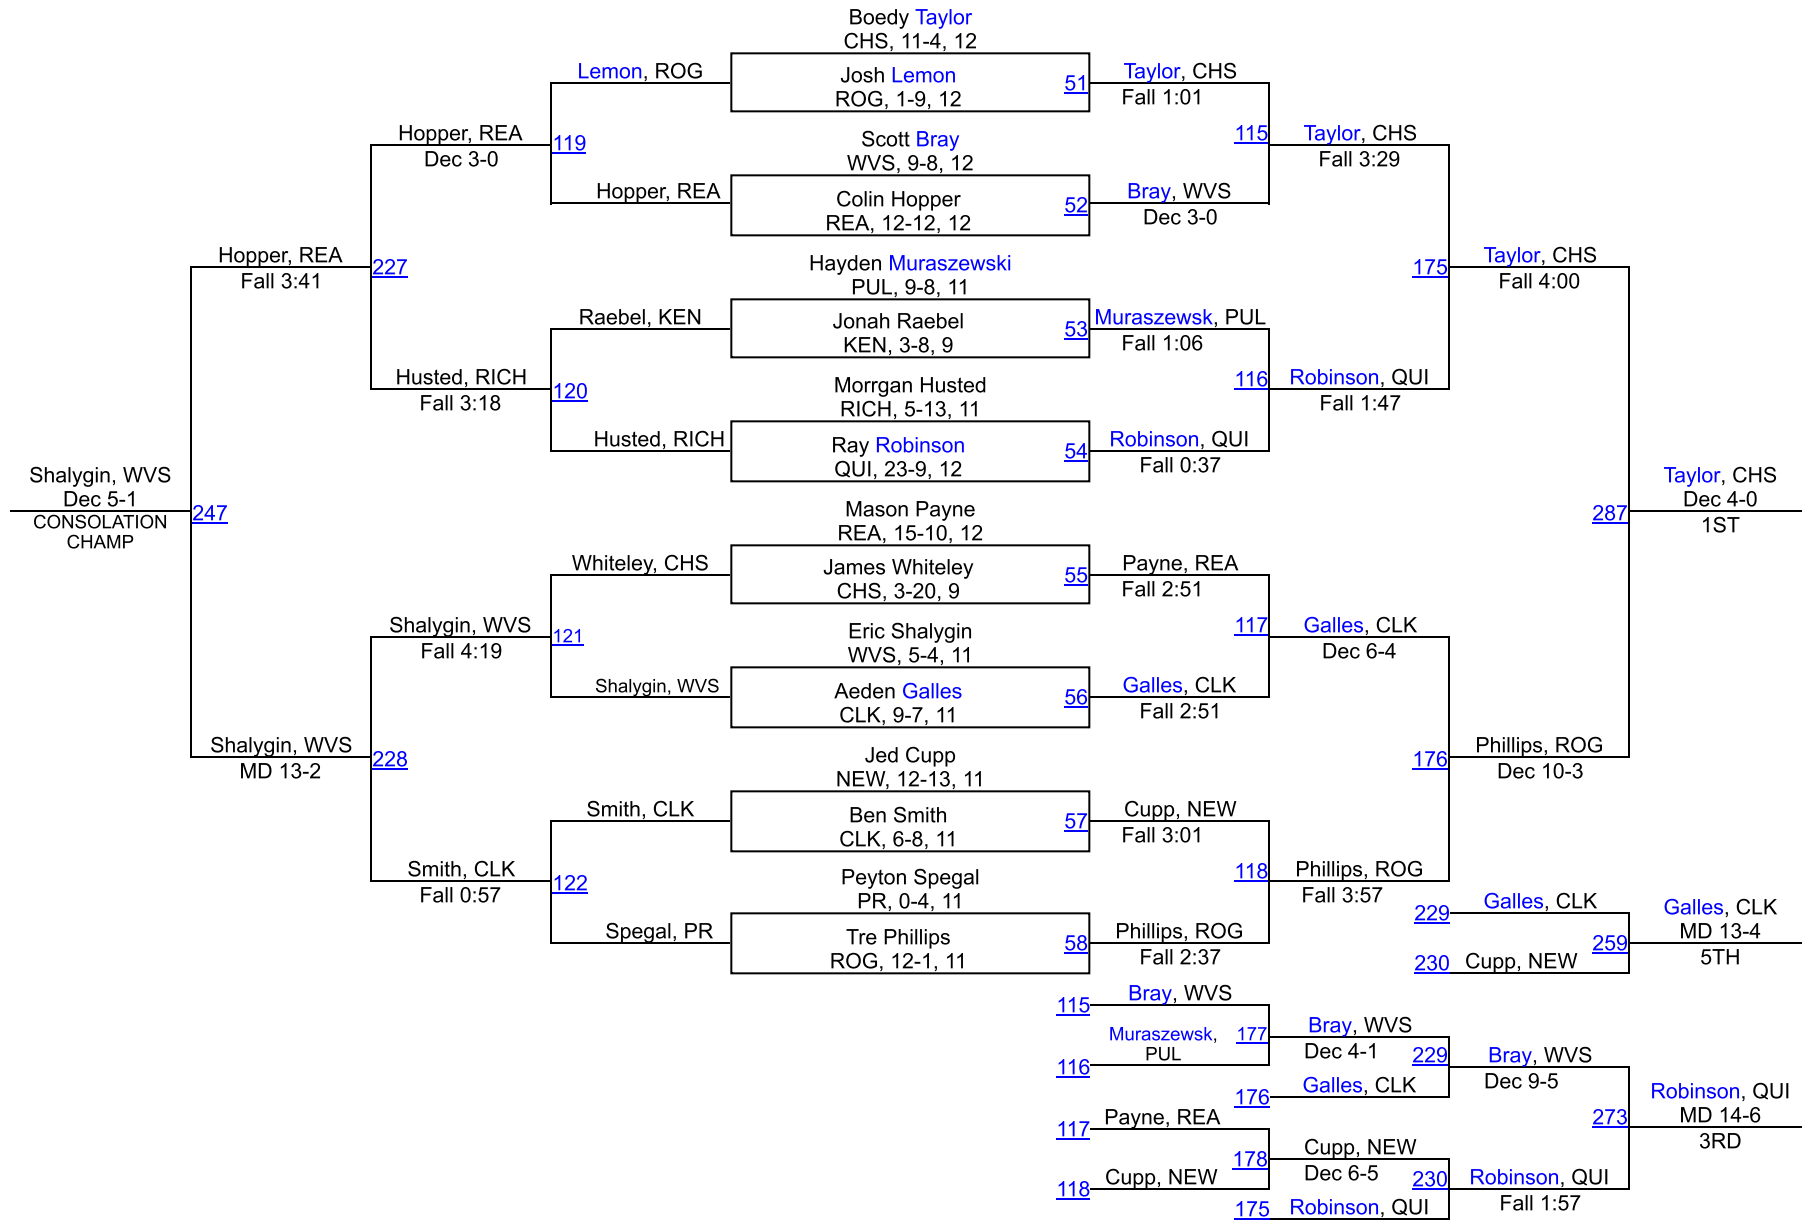 Boedy Taylor
CHS, 11-4, 12
Lemon, ROG
Josh Lemon
ROG, 1-9, 12
51
Taylor, CHS
Fall 1:01
Hopper, REA
Dec 3-0
119
Scott Bray
WVS, 9-8, 12
115
Taylor, CHS
Fall 3:29
Hopper, REA
Colin Hopper
REA, 12-12, 12
52
Bray, WVS
Dec 3-0
Hopper, REA
Fall 3:41
227
Hayden Muraszewski
PUL, 9-8, 11
175
Taylor, CHS
Fall 4:00
Raebel, KEN
Jonah Raebel
KEN, 3-8, 9
53
Muraszewsk, PUL
Fall 1:06
Husted, RICH
Fall 3:18
120
Morrgan Husted
RICH, 5-13, 11
116
Robinson, QUI
Fall 1:47
Husted, RICH
Ray Robinson
QUI, 23-9, 12
54
Robinson, QUI
Fall 0:37
Shalygin, WVS
Dec 5-1
CONSOLATION
CHAMP
247
Mason Payne
REA, 15-10, 12
287
Taylor, CHS
Dec 4-0
1ST
Whiteley, CHS
James Whiteley
CHS, 3-20, 9
55
Payne, REA
Fall 2:51
Shalygin, WVS
Fall 4:19
121
Eric Shalygin
WVS, 5-4, 11
117
Galles, CLK
Dec 6-4
Shalygin, WVS
Aeden Galles
CLK, 9-7, 11
56
Galles, CLK
Fall 2:51
Shalygin, WVS
MD 13-2
228
Jed Cupp
NEW, 12-13, 11
176
Phillips, ROG
Dec 10-3
Smith, CLK
Ben Smith
CLK, 6-8, 11
57
Cupp, NEW
Fall 3:01
Smith, CLK
Fall 0:57
122
Peyton Spegal
PR, 0-4, 11
118
Phillips, ROG
Fall 3:57
Spegal, PR
Tre Phillips
ROG, 12-1, 11
58
Phillips, ROG
Fall 2:37
229
Galles, CLK
230
Cupp, NEW
259
Galles, CLK
MD 13-4
5TH
115
Bray, WVS
Muraszewsk,
PUL
116
177
Bray, WVS
Dec 4-1
176
Galles, CLK
229
Bray, WVS
Dec 9-5
117
Payne, REA
118
Cupp, NEW
178
Cupp, NEW
Dec 6-5
175
Robinson, QUI
230
Robinson, QUI
Fall 1:57
273
Robinson, QUI
MD 14-6
3RD